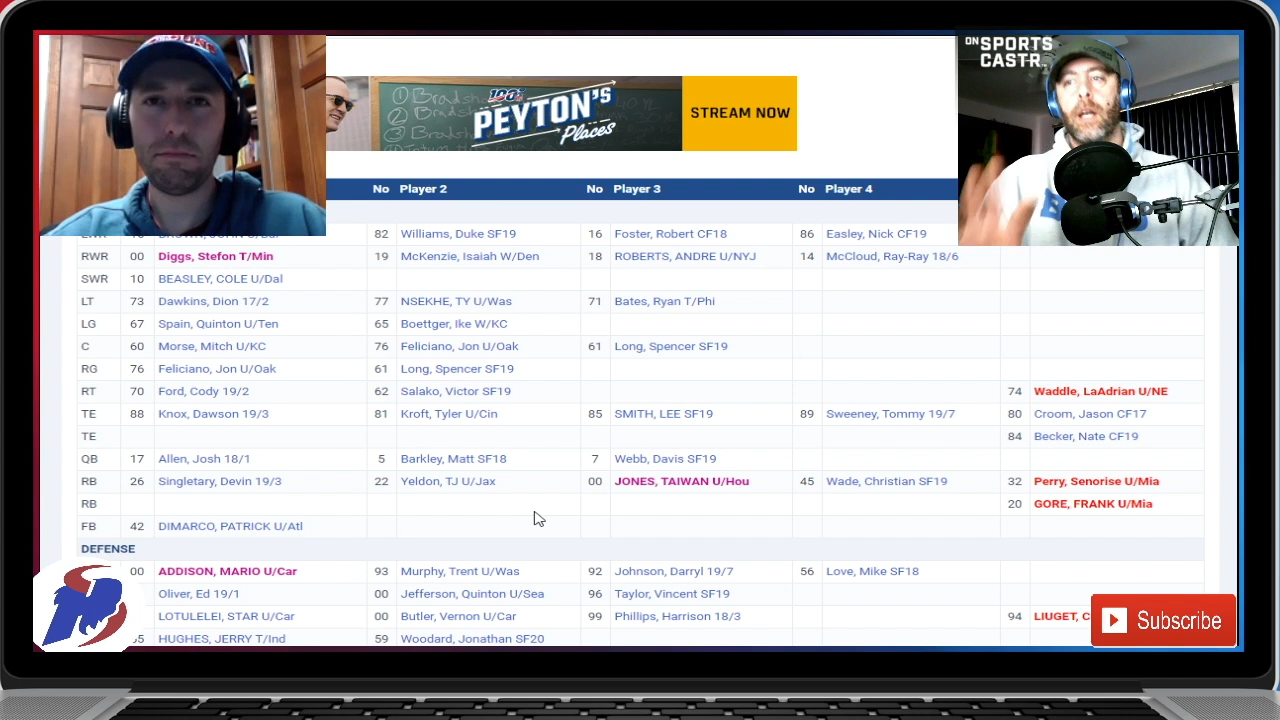 ON SPORTS
CASTR
100 PEYTON'S
Places
STREAM NOW
No Player 2 No Player 3 No Player 4
82 Williams, Duke SF19 16 Foster, Robert CF18 86 Easley, Nick CF19
RWR 00 Diggs, Stefon T/Min 19 McKenzie, Isaiah W/Den 18 ROBERTS, ANDRE U/NYJ 14 McCloud, Ray-Ray 18/6
SWR 10 BEASLEY, COLE U/Dal
LT 73 Dawkins, Dion 17/2 77 NSEKHE, TY U/Was 71 Bates, Ryan T/Phi
LG 67 Spain, Quinton U/Ten 65 Boettger, Ike W/KC
C 60 Morse, Mitch U/KC 76 Feliciano, Jon U/Oak 61 Long, Spencer SF19
RG 76 Feliciano, Jon U/Oak 61 Long, Spencer SF19
RT 70 Ford, Cody 19/2 62 Salako, Victor SF19 74 Waddle, LaAdrian U/NE
TE 88 Knox, Dawson 19/3 81 Kroft, Tyler U/Cin 85 SMITH, LEE SF19 89 Sweeney, Tommy 19/7 80 Croom, Jason CF17
TE 84 Becker, Nate CF19
QB 17 Allen, Josh 18/1 5 Barkley, Matt SF18 7 Webb, Davis SF19
RB 26 Singletary, Devin 19/3 22 Yeldon, TJ U/Jax 00 JONES, TAIWAN U/Hou 45 Wade, Christian SF19 32 Perry, Senorise U/Mia
RB 20 GORE, FRANK U/Mia
FB 42 DIMARCO, PATRICK U/Atl
DEFENSE
00 ADDISON, MARIO U/Car 93 Murphy, Trent U/Was 92 Johnson, Darryl 19/7 56 Love, Mike SF18
Oliver, Ed 19/1 00 Jefferson, Quinton U/Sea 96 Taylor, Vincent SF19
LOTULELEI, STAR U/Car 00 Butler, Vernon U/Car 99 Phillips, Harrison 18/3 94 LIUGET, C
HUGHES, JERRY T/Ind 59 Woodard, Jonathan SF20
Subscribe